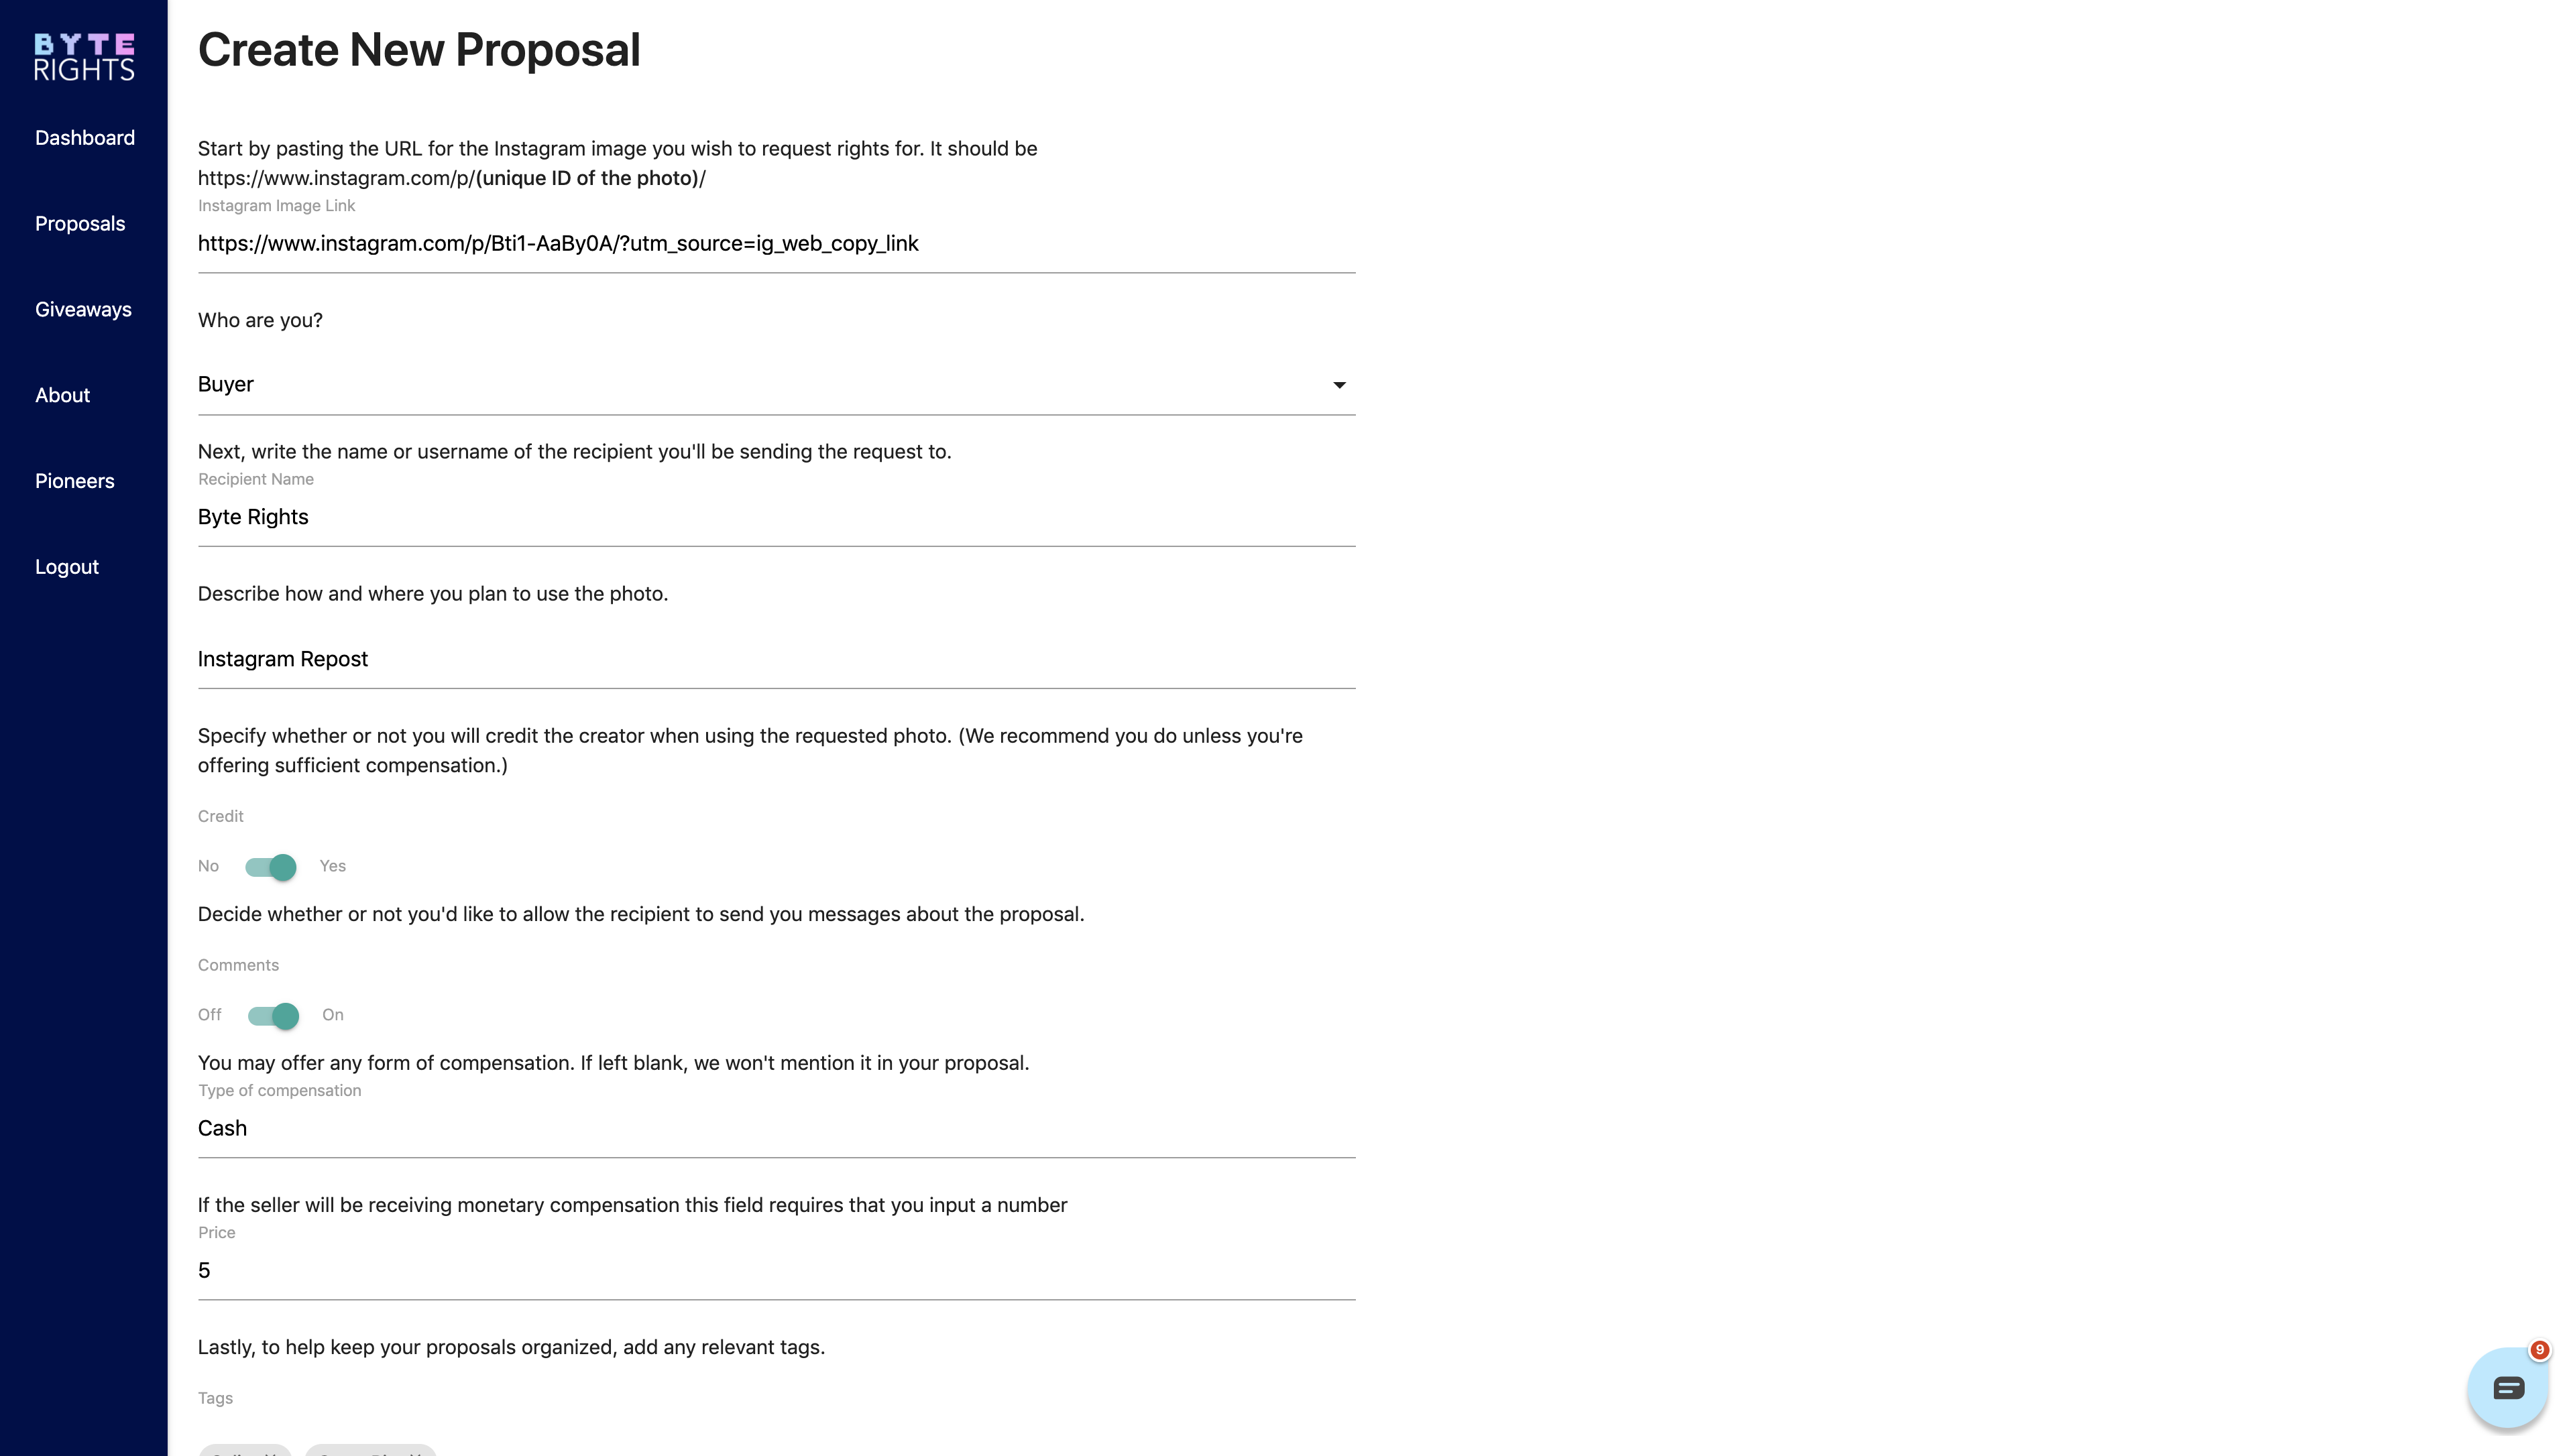 BYTE
RIGHTS
Dashboard
Proposals
Giveaways
About
Pioneers
Logout
Create New Proposal
Start by pasting the URL for the Instagram image you wish to request rights for. It should be
https://www.instagram.com/p/(unique ID of the photo)/
Instagram Image Link
https://www.instagram.com/p/Bti1-AaBy0A/?utm_source=ig_web_copy_link
Who are you?
Buyer
Next, write the name or username of the recipient you'll be sending the request to.
Recipient Name
Byte Rights
Describe how and where you plan to use the photo.
Instagram Repost
Specify whether or not you will credit the creator when using the requested photo. (We recommend you do unless you're
offering sufficient compensation.)
Credit
No Yes
Decide whether or not you'd like to allow the recipient to send you messages about the proposal.
Comments
Off On
You may offer any form of compensation. If left blank, we won't mention it in your proposal.
Type of compensation
Cash
If the seller will be receiving monetary compensation this field requires that you input a number
Price
5
Lastly, to help keep your proposals organized, add any relevant tags.
Tags
9